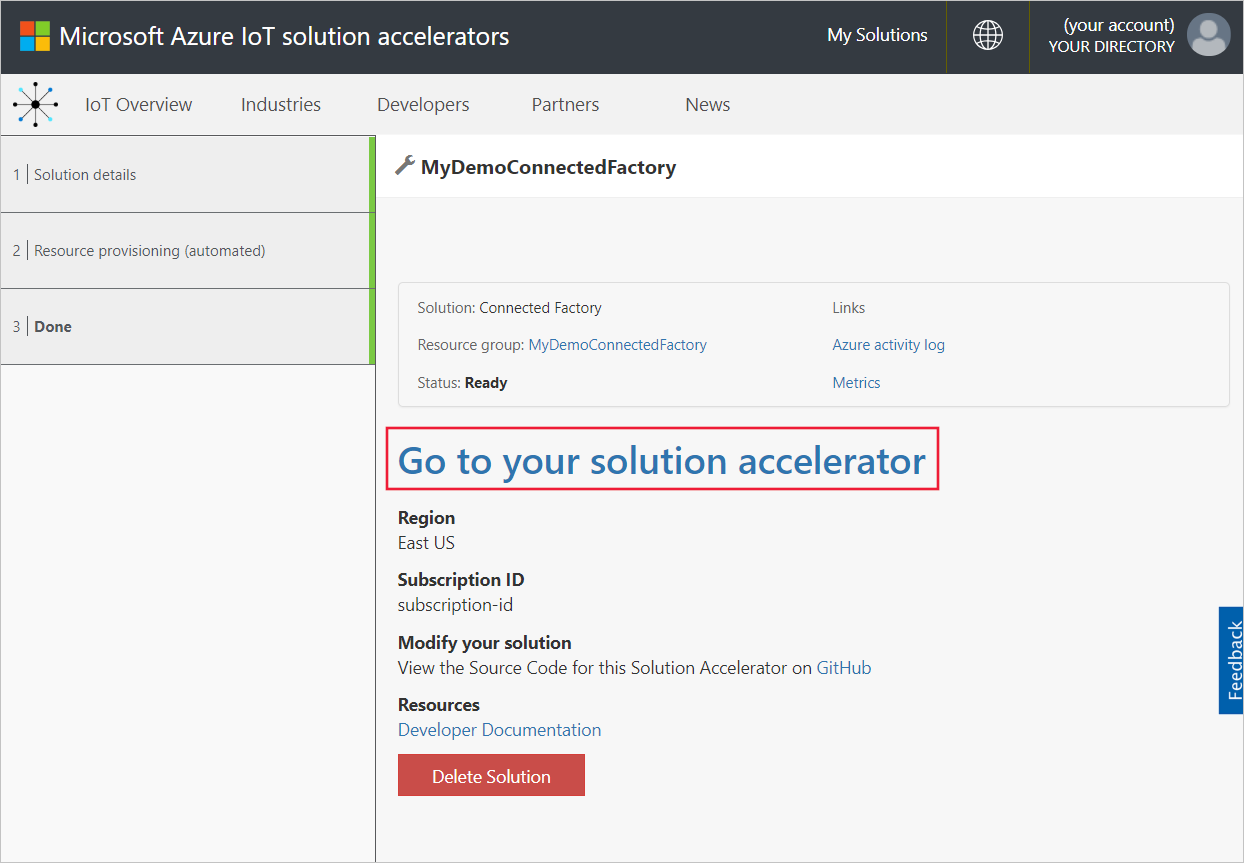 Microsoft Azure IoT solution accelerators
My Solutions
(your account)
YOUR DIRECTORY
IoT Overview Industries Developers Partners News
1 Solution details
2 Resource provisioning (automated)
3 Done
MyDemoConnectedFactory
Solution: Connected Factory
Resource group: MyDemoConnectedFactory
Status: Ready
Links
Azure activity log
Metrics
Go to your solution accelerator
Region
East US
Subscription ID
subscription-id
Modify your solution
View the Source Code for this Solution Accelerator on GitHub
Resources
Developer Documentation
Delete Solution
Feedback